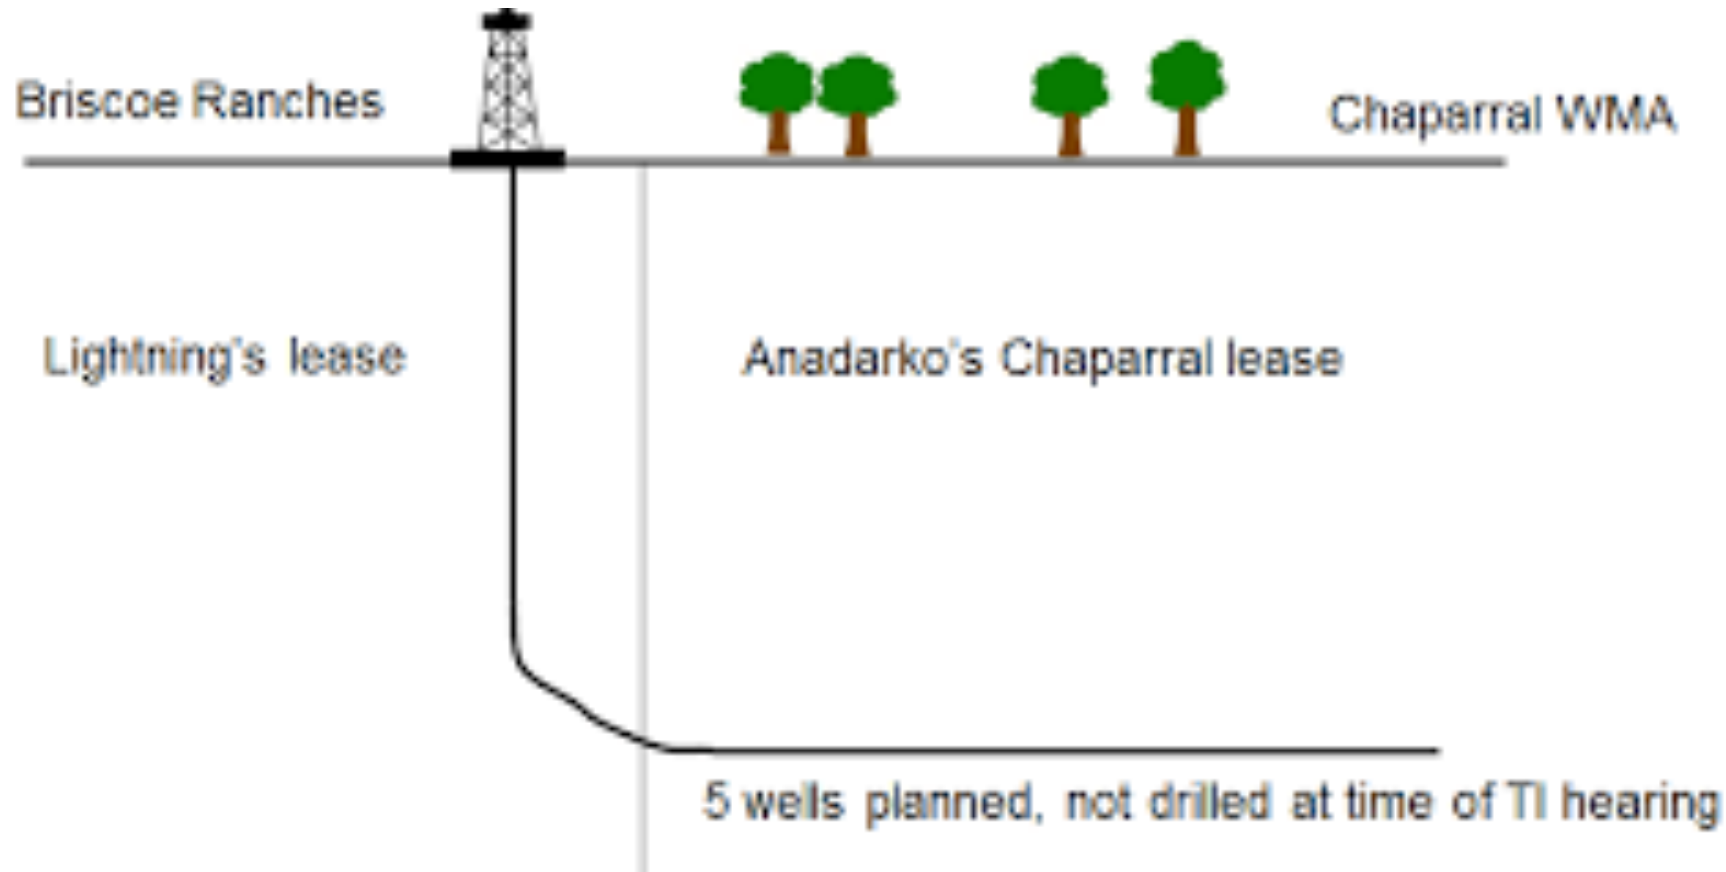 Briscoe Ranches
Chaparral WMA
Lightning's lease
Anadarko's Chaparral lease
5 wells planned, not drilled at time of TI hearing